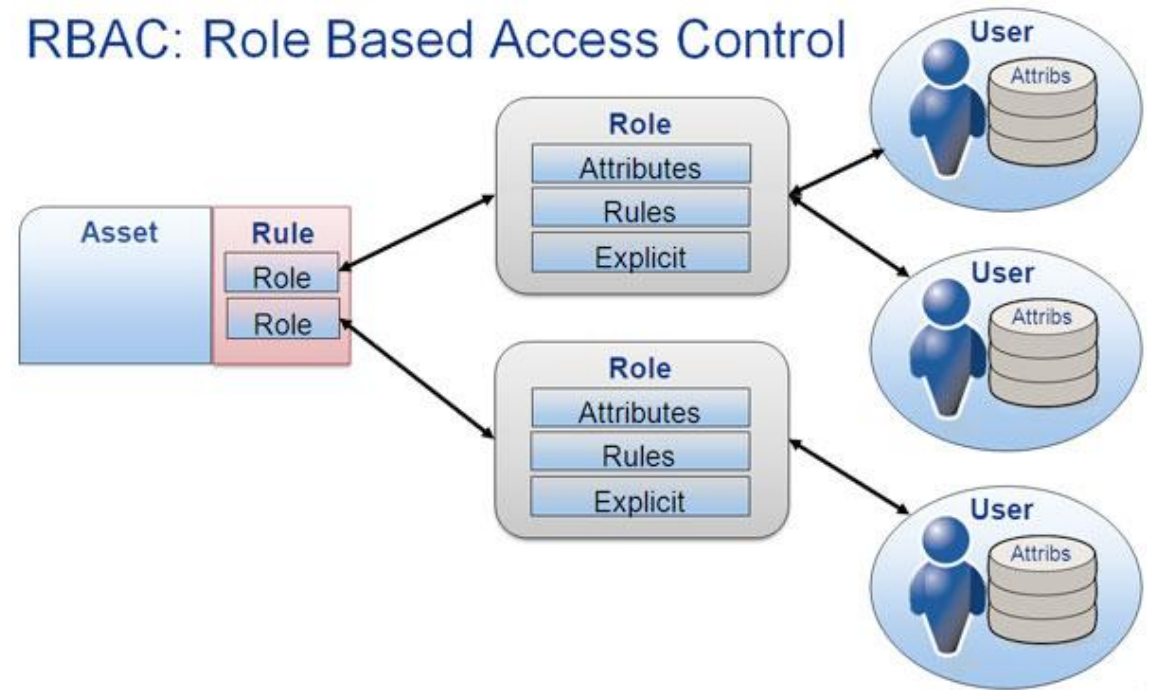 RBAC: Role Based Access Control
Asset
Rule
Role
Role
Role
Attributes
Rules
Explicit
Role
Attributes
Rules
Explicit
User
Attribs
User
Attribs
User
Attribs